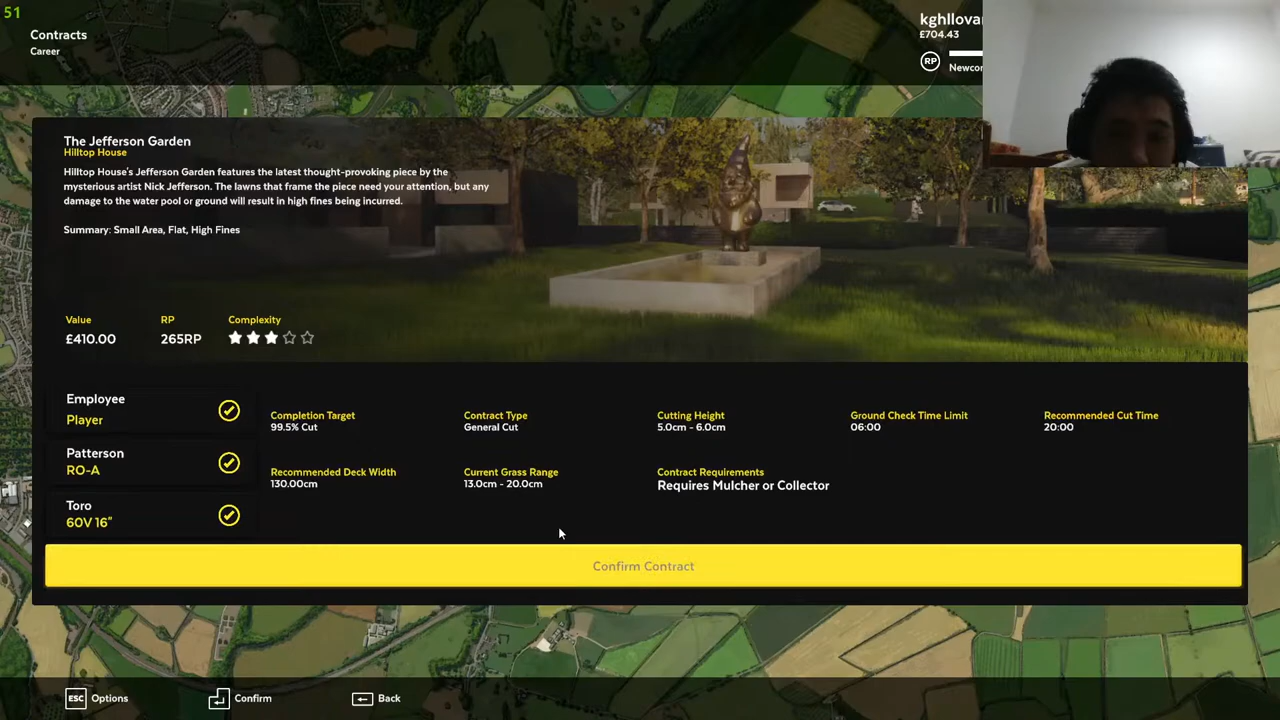 51
Contracts
Career
kghllova
£704.43
RP
Newcom
The Jefferson Garden
Hilltop House
Hilltop House's Jefferson Garden features the latest thought-provoking piece by the
mysterious artist Nick Jefferson. The lawns that frame the piece need your attention, but any
damage to the water pool or ground will result in high fines being incurred.
Summary: Small Area, Flat, High Fines
Value RP Complexity
£410.00 265RP
Employee
Player
Patterson
RO-A
Toro
60V 16"
Completion Target Contract Type Cutting Height Ground Check Time Limit Recommended Cut Time
99.5% Cut General Cut 5.0cm - 6.0cm 06:00 20:00
Recommended Deck Width Current Grass Range Contract Requirements
130.00cm 13.0cm - 20.0cm Requires Mulcher or Collector
Confirm Contract
ESC Options Confirm Back